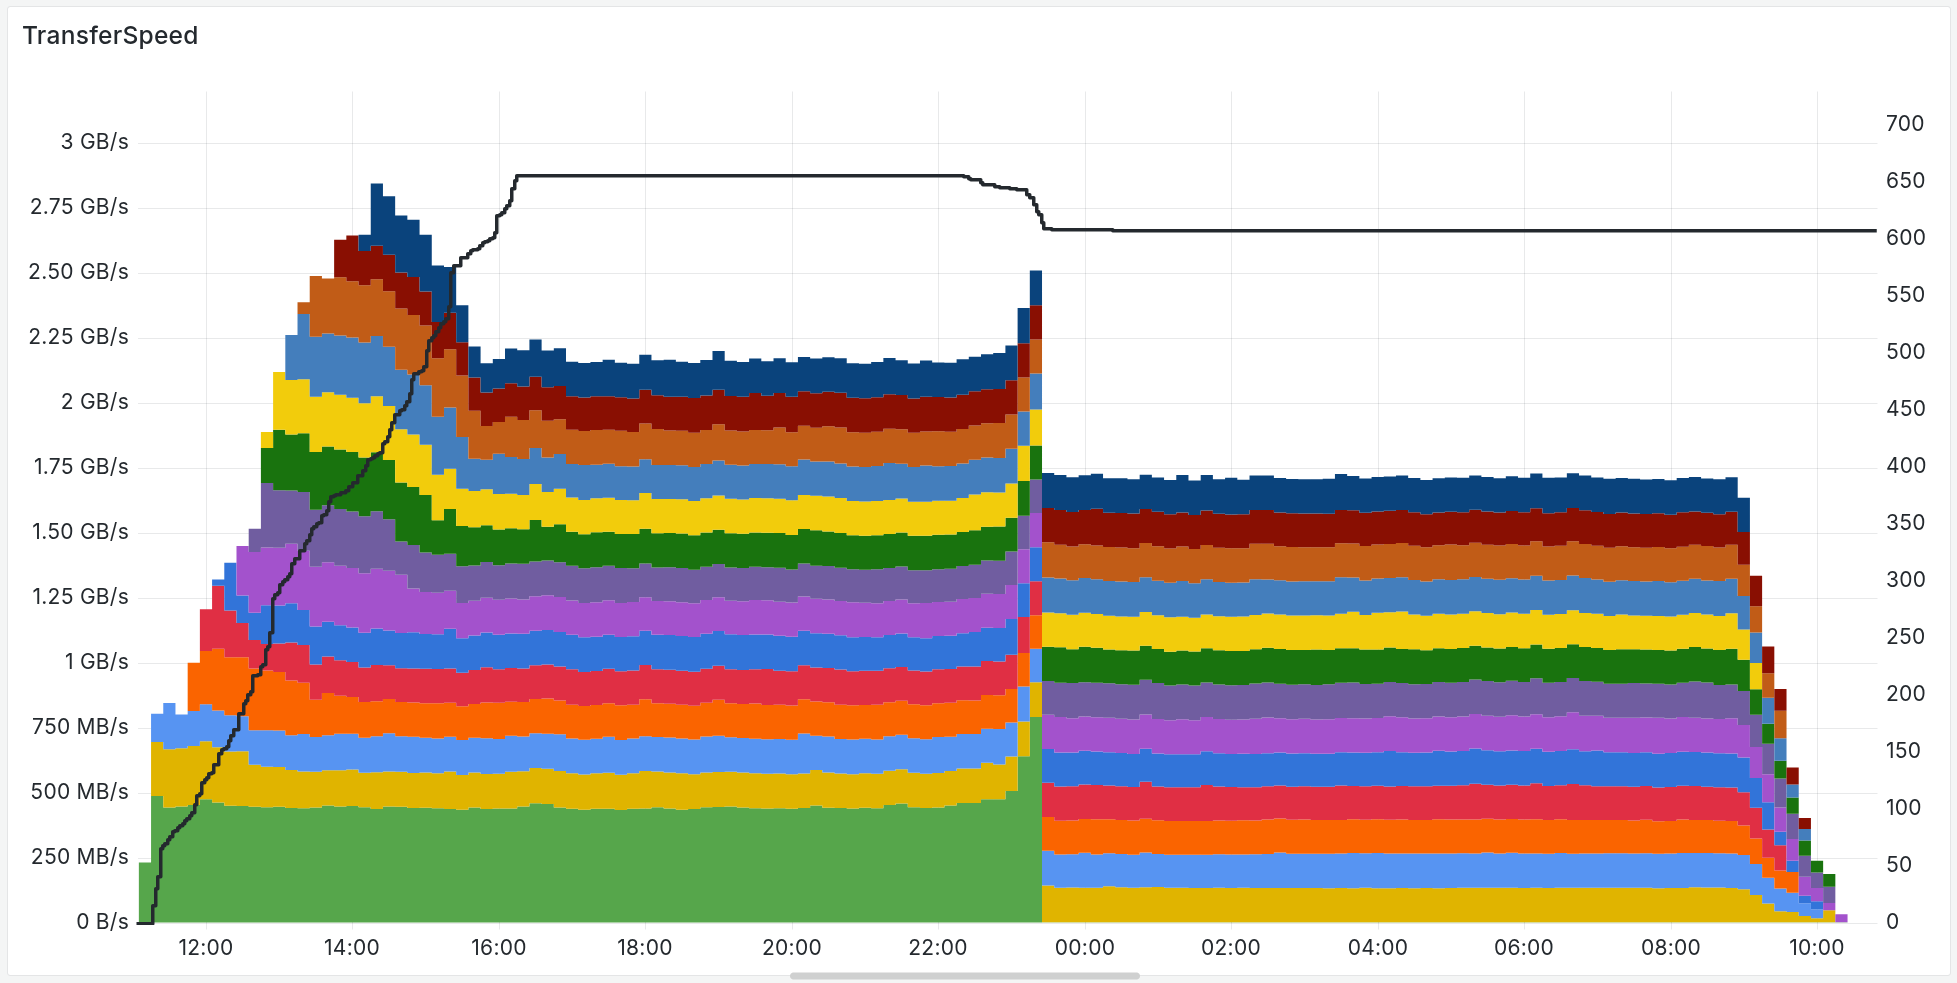 TransferSpeed
3 GB/s
2.75 GB/s
2.50 GB/s
2.25 GB/s
2 GB/s
1.75 GB/s
1.50 GB/s
1.25 GB/s
1 GB/s
750 MB/s
500 MB/s
250 MB/s
0 B/s
700
650
600
550
500
450
400
350
300
250
200
150
100
50
0
12:00 14:00 16:00 18:00 20:00 22:00 00:00 02:00 04:00 06:00 08:00 10:00